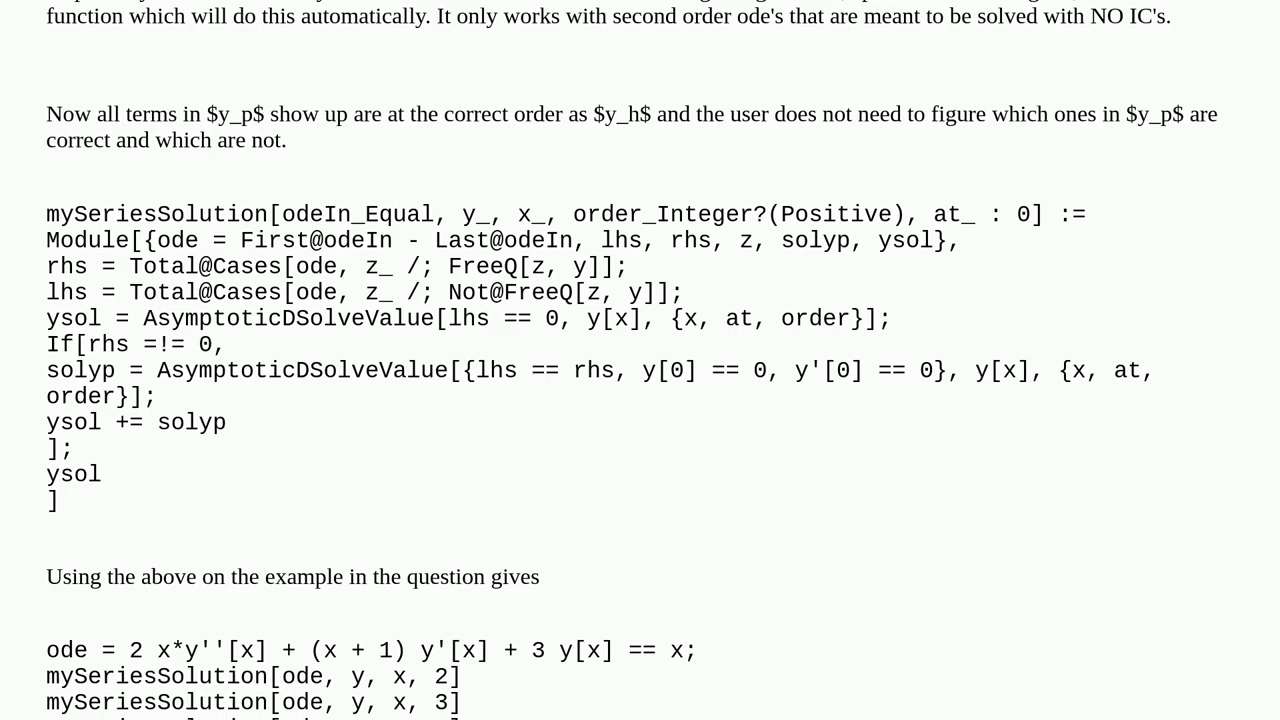 function which will do this automatically. It only works with second order ode's that are meant to be solved with NO IC's.
Now all terms in $y_p$ show up are at the correct order as $y_h$ and the user does not need to figure which ones in $y_p$ are
correct and which are not.
mySeriesSolution[odeIn_Equal, y_, x_, order_Integer?(Positive), at_ : 0] :=
Module[{ode = First@odeIn - Last@odeIn, lhs, rhs, z, solyp, ysol},
rhs = Total@Cases[ode, z_ /; FreeQ[z, y]];
lhs = Total@Cases[ode, z_ /; Not@FreeQ[z, y]];
ysol = AsymptoticDSolveValue[lhs == 0, y[x], {x, at, order}];
If[rhs =!= 0,
solyp = AsymptoticDSolveValue[{lhs == rhs, y[0] == 0, y'[0] == 0}, y[x], {x, at,
order}];
ysol += solyp
];
ysol
]
Using the above on the example in the question gives
ode = 2 x*y''[x] + (x + 1) y'[x] + 3 y[x] == x;
mySeriesSolution[ode, y, x, 2]
mySeriesSolution[ode, y, x, 3]